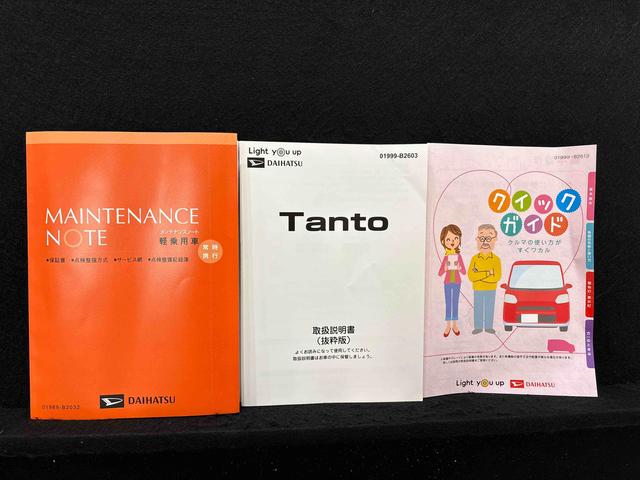 MAINTENANCE
NOTE
メンテナンスノート
軽乗用車
常時
携行
●保証書 ●点検整備方式 ●サービス網 ●点検整備記録簿
DAIHATSU
01999-B2032
Light you up
DAIHATSU
01999-B2603
Tanto
取扱説明書
(抜粋版)
よくお読みになって使用してください。
取扱説明書はお車の中に保管しましょう。
01999-B2613
クイック
ガイド
クルマの使い方が
すぐワカル
Light you up
DAIHATSU